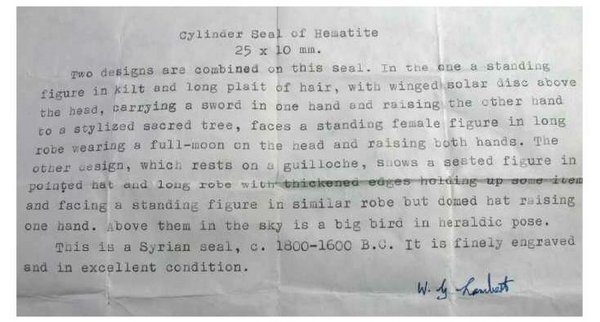 Cylinder Seal of Hematite
25 x 10 mm.
Two designs are combined on this seal. In the one a standing
figure in kilt and long plait of hair, with winged solar disc above
the head, carrying a sword in one hand and raising the other hand
to a stylized sacred tree, faces a standing female figure in long
robe wearing a full-moon on the head and raising both hands. The
other design, which rests on a guilloche, shows a seated figure in
pointed hat and long robe with thickened edges holding up some item
and facing a standing figure in similar robe but domed hat raising
one hand. Above them in the sky is a big bird in heraldic pose.
This is a Syrian seal, c. 1800-1600 B.C. It is finely engraved
and in excellent condition.
W. G. Lambert